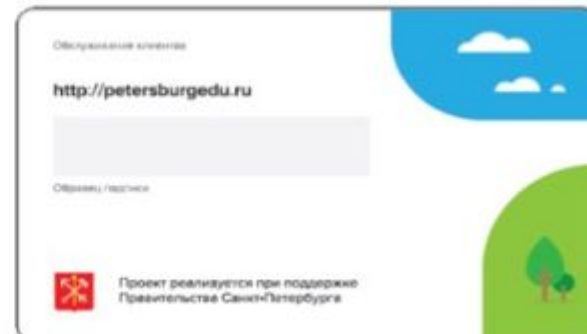 Обслуживание клиентов
http://petersburgedu.ru
Образец подписи
Проект реализуется при поддержке
Правительства Санкт-Петербурга